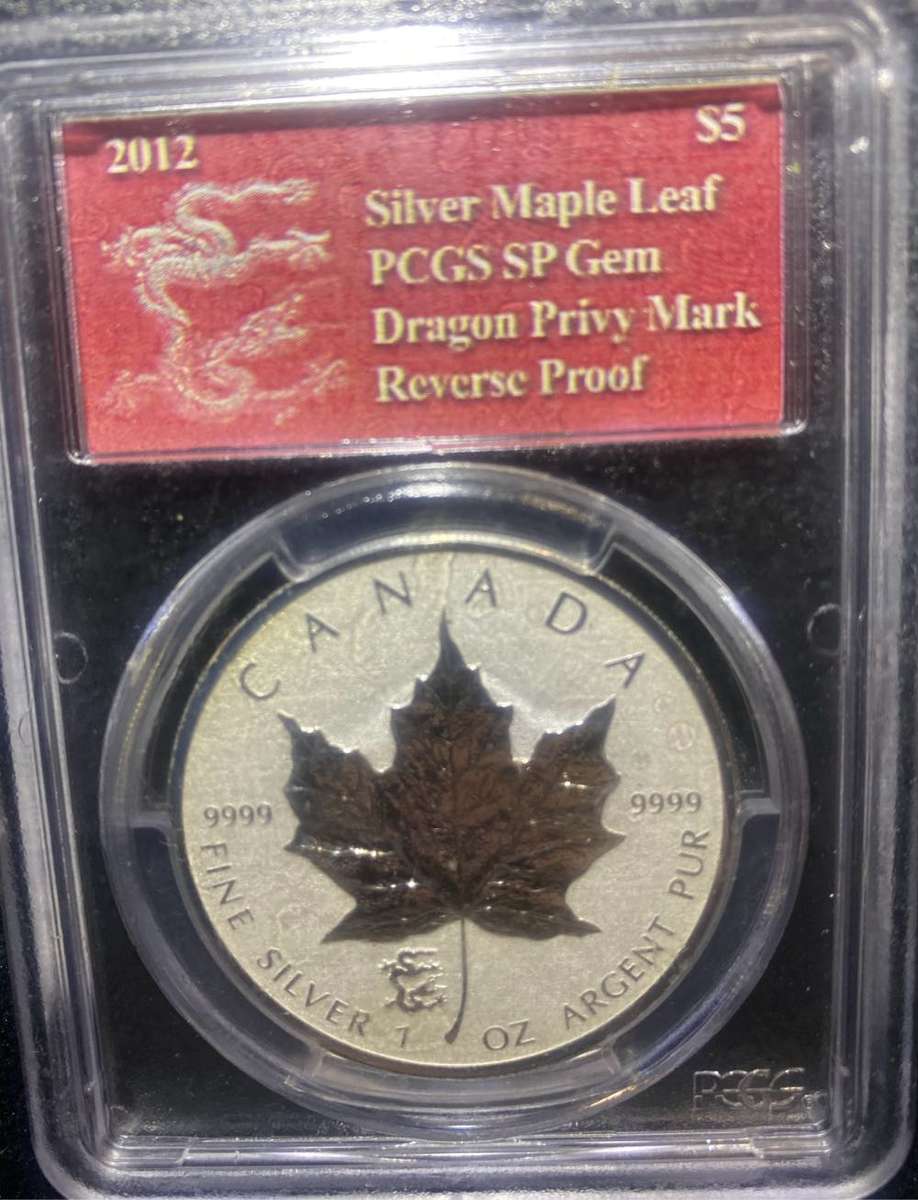 2012 $5
Silver Maple Leaf
PCGS SP Gem
Dragon Privy Mark
Reverse Proof
CANADA
9999 9999
FINE SILVER 1 OZ ARGENT PUR
PCGS